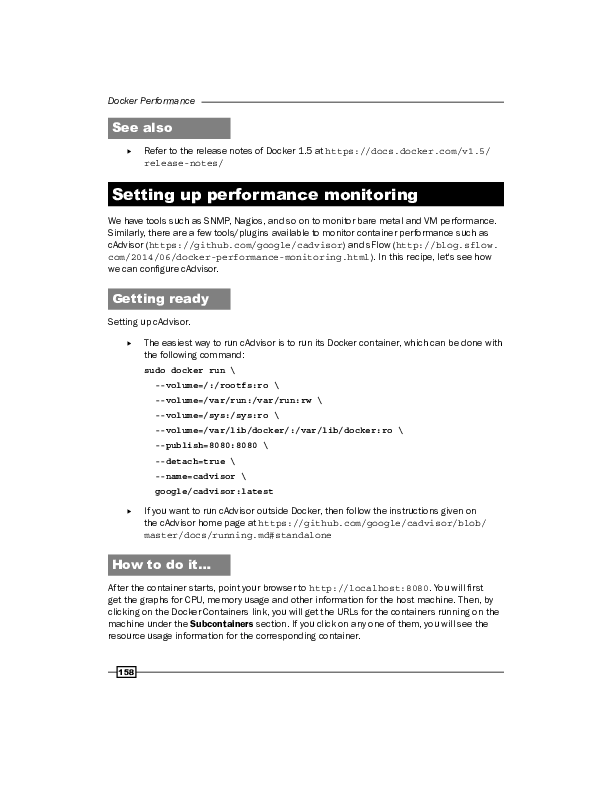 Docker Performance
See also
▸ Refer to the release notes of Docker 1.5 at https://docs.docker.com/v1.5/
release-notes/
Setting up performance monitoring
We have tools such as SNMP, Nagios, and so on to monitor bare metal and VM performance.
Similarly, there are a few tools/plugins available to monitor container performance such as
cAdvisor (https://github.com/google/cadvisor) and sFlow (http://blog.sflow.
com/2014/06/docker-performance-monitoring.html). In this recipe, let's see how
we can configure cAdvisor.
Getting ready
Setting up cAdvisor.
▸ The easiest way to run cAdvisor is to run its Docker container, which can be done with
the following command:
sudo docker run \
--volume=/:/rootfs:ro \
--volume=/var/run:/var/run:rw \
--volume=/sys:/sys:ro \
--volume=/var/lib/docker/:/var/lib/docker:ro \
--publish=8080:8080 \
--detach=true \
--name=cadvisor \
google/cadvisor:latest
▸ If you want to run cAdvisor outside Docker, then follow the instructions given on
the cAdvisor home page at https://github.com/google/cadvisor/blob/
master/docs/running.md#standalone
How to do it…
After the container starts, point your browser to http://localhost:8080. You will first
get the graphs for CPU, memory usage and other information for the host machine. Then, by
clicking on the Docker Containers link, you will get the URLs for the containers running on the
machine under the Subcontainers section. If you click on any one of them, you will see the
resource usage information for the corresponding container.
158